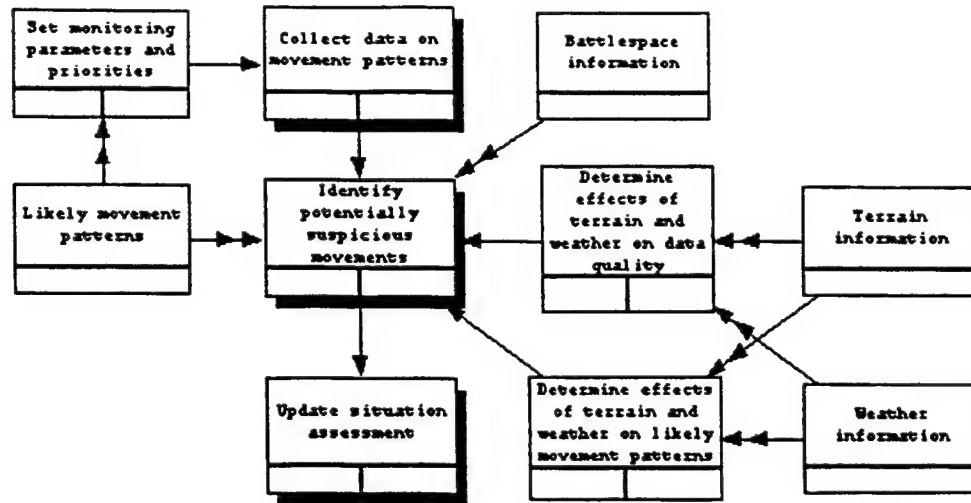 Set monitoring
parameters and
priorities
Collect data on
movement patterns
Battlespace
information
Likely movement
patterns
Identify
potentially
suspicious
movements
Determine
effects of
terrain and
weather on data
quality
Terrain
information
Update situation
assessment
Determine effects
of terrain and
weather on likely
movement patterns
Weather
information